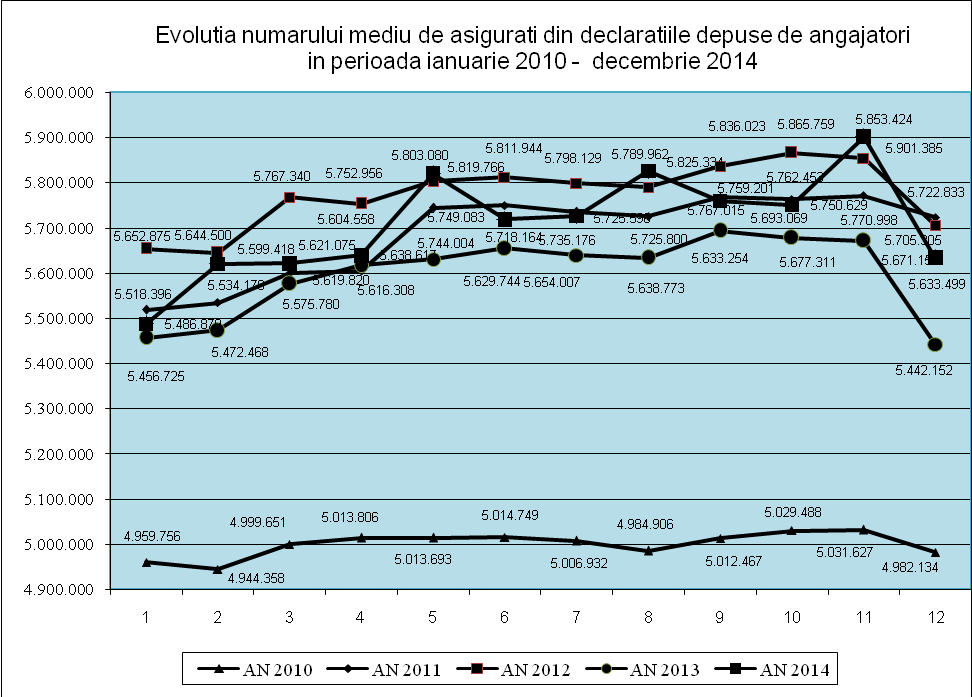 Evolutia numarului mediu de asigurati din declaratiile depuse de angajatori
in perioada ianuarie 2010 - decembrie 2014
6.000.000
5.900.000
5.800.000
5.700.000
5.600.000
5.500.000
5.400.000
5.300.000
5.200.000
5.100.000
5.000.000
4.900.000
5.853.424
5.836.023 5.865.759
5.901.385
5.803.080 5.811.944 5.789.962
5.819.766 5.798.129
5.767.340 5.752.956 5.762.453
5.759.201 5.722.833
5.604.558 5.749.083 5.767.015 5.693.069 5.750.629
5.770.998
5.652.875 5.644.500 5.599.418 5.621.075 5.744.004 5.718.164 5.735.176 5.725.800 5.705.305
5.619.820 5.616.308 5.629.744 5.654.007 5.638.773 5.633.254 5.677.311 5.633.499
5.518.396 5.575.780
5.472.468
5.456.725 5.442.152
4.959.756 4.999.651 5.013.806 5.014.749 4.984.906 5.029.488
4.944.358 5.013.693 5.006.932 5.012.467 5.031.627 4.982.134
1 2 3 4 5 6 7 8 9 10 11 12
AN 2010 AN 2011 AN 2012 AN 2013 AN 2014